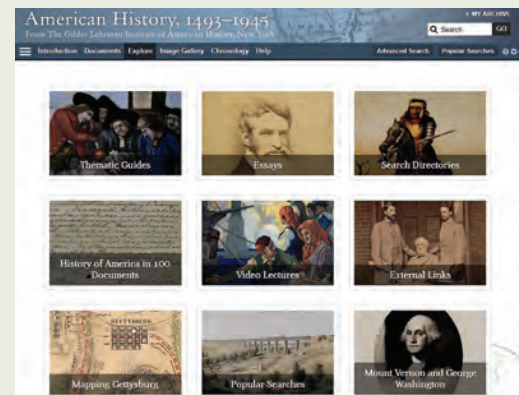 American History, 1493–1945
From The Gilder Lehrman Institute of American History, New York
+ MY ARCHIVE
Search
GO
Introduction Documents Explore Image Gallery Chronology Help
Advanced Search Popular Searches
Thematic Guides
Essays
Search Directories
History of America in 100
Documents
Video Lectures
External Links
GETTYSBURG
Mapping Gettysburg
Popular Searches
Mount Vernon and George
Washington